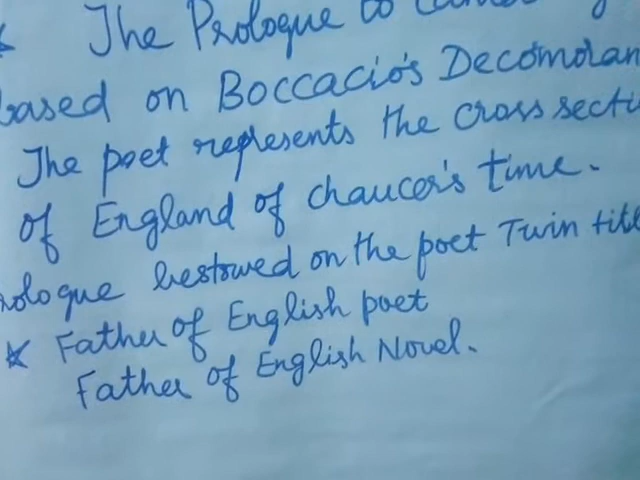 The Prologue to
based on Boccacio's Decomolan
The poet represents the cross secti
of England of chaucer's time.
rologue bestowed on the poet Twin titl
Father of English poet
Father of English Novel.